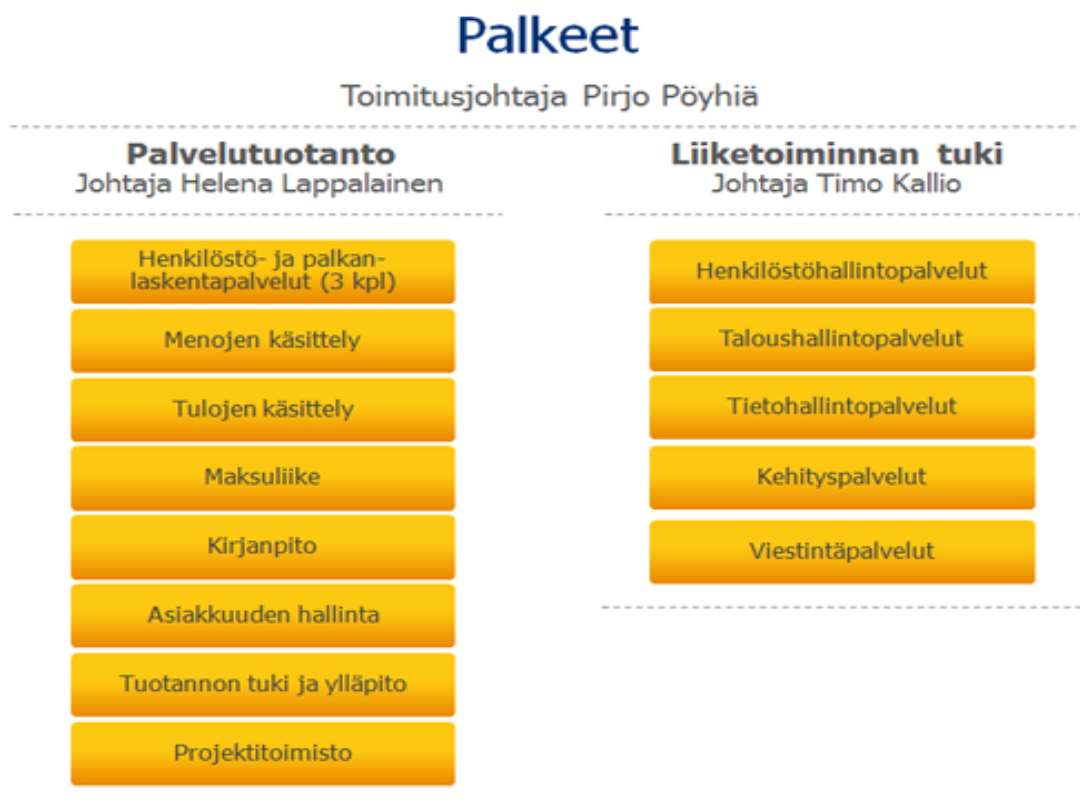 Palkeet
Toimitusjohtaja Pirjo Pöyhiä
Palvelutuotanto
Johtaja Helena Lappalainen
Henkilöstö- ja palkan-
laskentapalvelut (3 kpl)
Menojen käsittely
Tulojen käsittely
Maksuliike
Kirjanpito
Asiakkuuden hallinta
Tuotannon tuki ja ylläpito
Projektitoimisto
Liiketoiminnan tuki
Johtaja Timo Kallio
Henkilöstöhallintopalvelut
Taloushallintopalvelut
Tietohallintopalvelut
Kehityspalvelut
Viestintäpalvelut